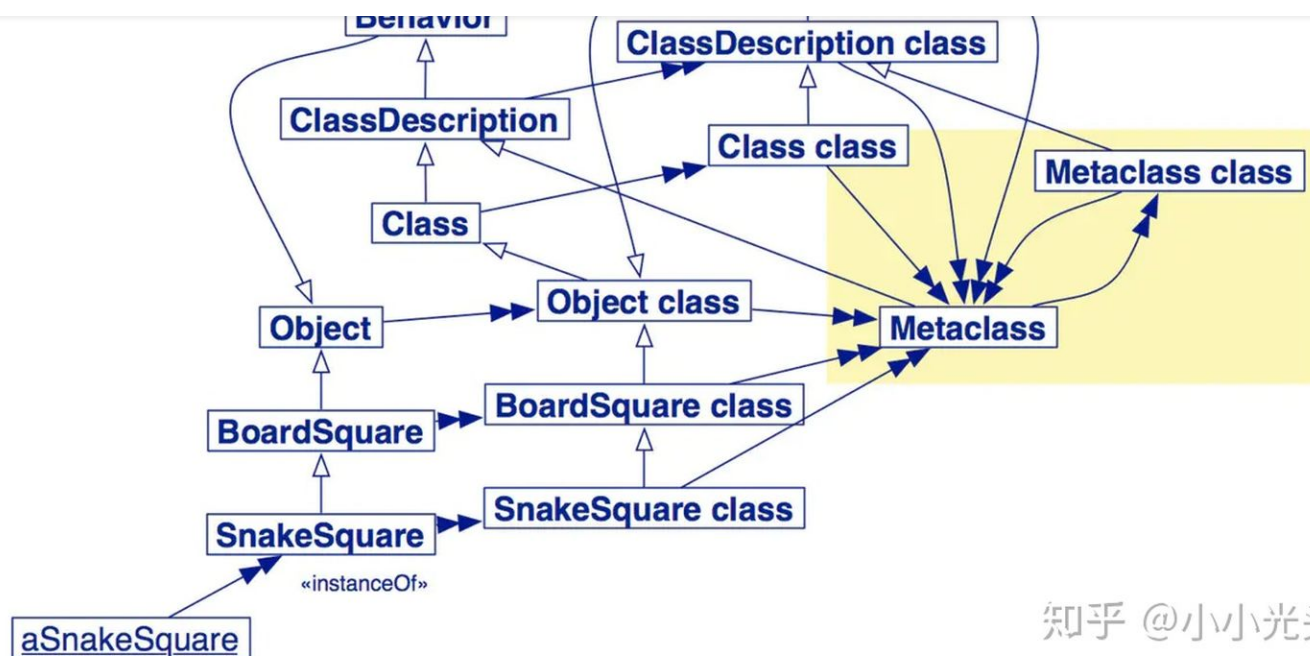 Behavior
ClassDescription class
ClassDescription
Class class
Metaclass class
Class
Object class
Object
Metaclass
BoardSquare class
BoardSquare
SnakeSquare class
SnakeSquare
«instanceOf»
aSnakeSquare
知乎 @小小光